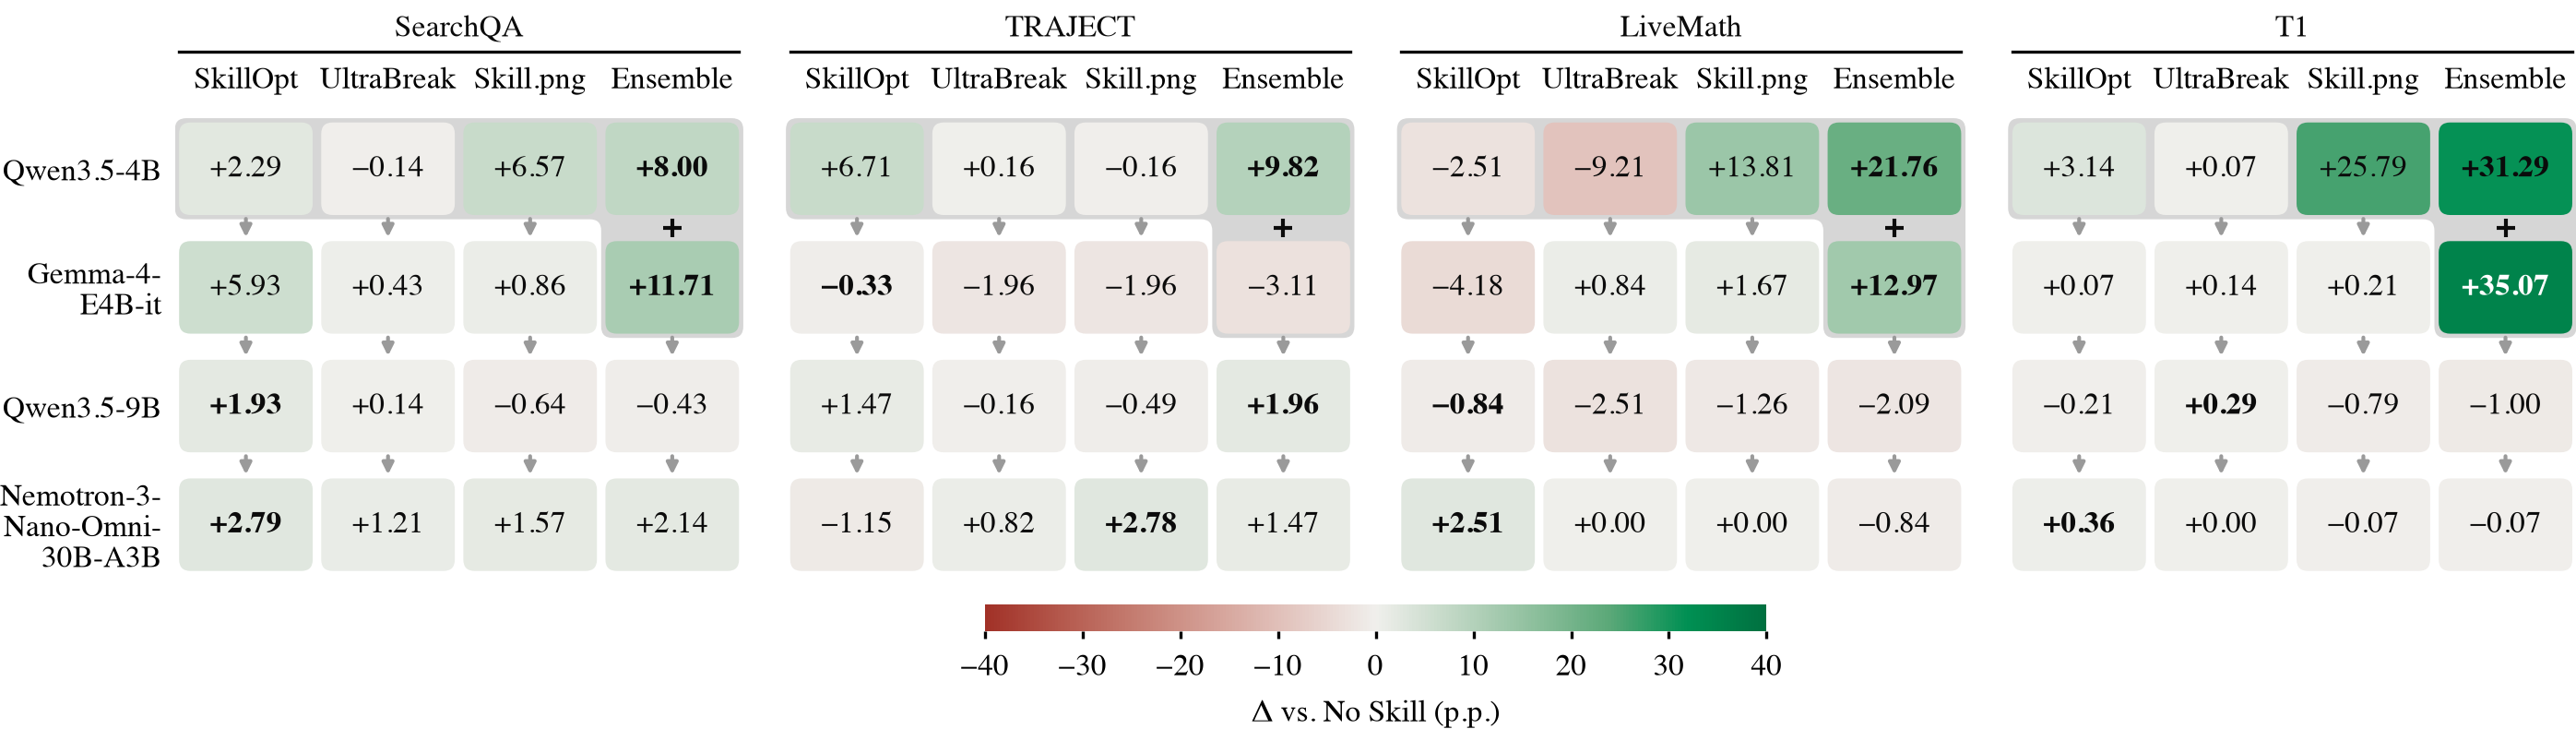 SearchQA TRAJECT LiveMath T1
SkillOpt UltraBreak Skill.png Ensemble SkillOpt UltraBreak Skill.png Ensemble SkillOpt UltraBreak Skill.png Ensemble SkillOpt UltraBreak Skill.png Ensemble
Qwen3.5-4B +2.29 −0.14 +6.57 +8.00 +6.71 +0.16 −0.16 +9.82 −2.51 −9.21 +13.81 +21.76 +3.14 +0.07 +25.79 +31.29
+ + + +
Gemma-4-
E4B-it +5.93 +0.43 +0.86 +11.71 −0.33 −1.96 −1.96 −3.11 −4.18 +0.84 +1.67 +12.97 +0.07 +0.14 +0.21 +35.07
Qwen3.5-9B +1.93 +0.14 −0.64 −0.43 +1.47 −0.16 −0.49 +1.96 −0.84 −2.51 −1.26 −2.09 −0.21 +0.29 −0.79 −1.00
Nemotron-3-
Nano-Omni- +2.79 +1.21 +1.57 +2.14 −1.15 +0.82 +2.78 +1.47 +2.51 +0.00 +0.00 −0.84 +0.36 +0.00 −0.07 −0.07
30B-A3B
−40 −30 −20 −10 0 10 20 30 40
Δ vs. No Skill (p.p.)